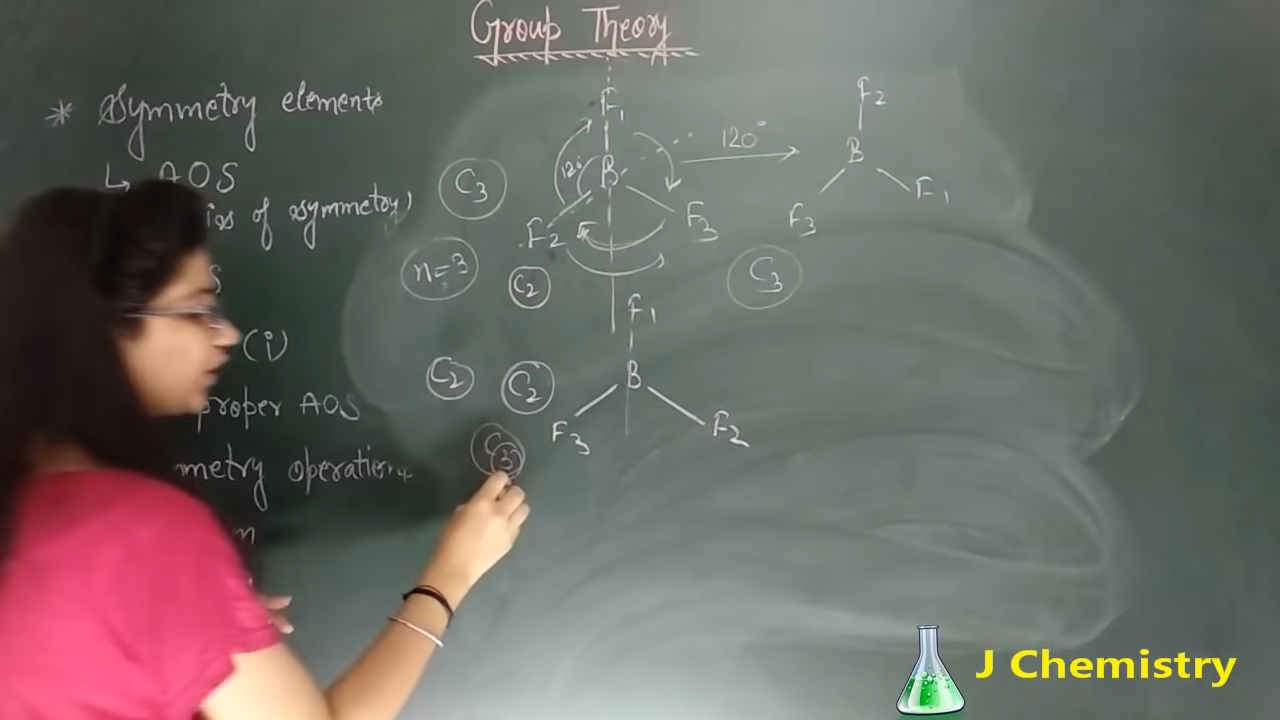 Group Theory
* Symmetry elements
↳ AOS
of symmetry)
(i)
proper AOS
mmetry operation
C3
n=3
C2
C2
C2
C3
F1
B
120°
F2
F3
120°
F2
B
F3
F1
C3
F1
B
F3
F2
J Chemistry